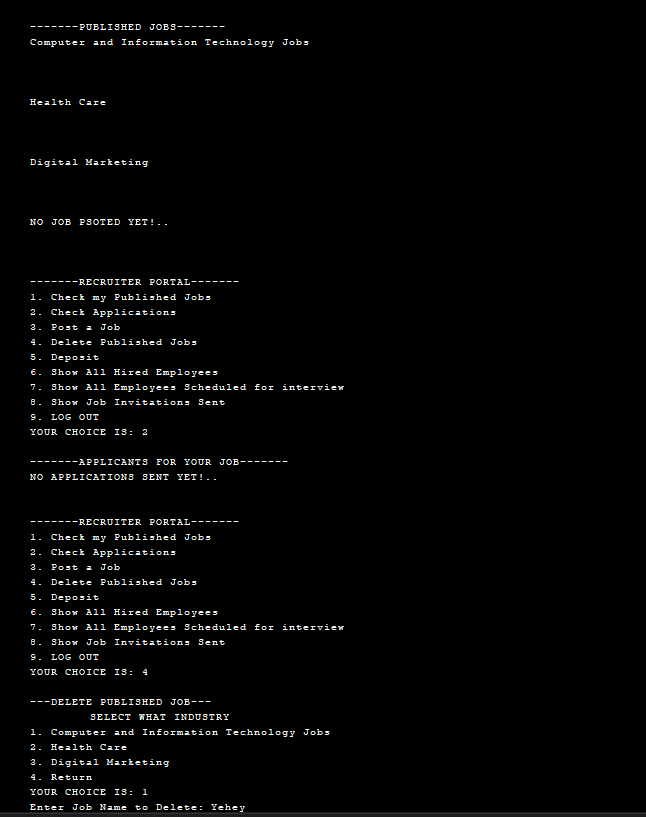 -------PUBLISHED JOBS-------
Computer and Information Technology Jobs
Health Care
Digital Marketing
NO JOB PSOTED YET!..
-------RECRUITER PORTAL-------
1. Check my Published Jobs
2. Check Applications
3. Post a Job
4. Delete Published Jobs
5. Deposit
6. Show All Hired Employees
7. Show All Employees Scheduled for interview
8. Show Job Invitations Sent
9. LOG OUT
YOUR CHOICE IS: 2
-------APPLICANTS FOR YOUR JOB-------
NO APPLICATIONS SENT YET!..
-------RECRUITER PORTAL-------
1. Check my Published Jobs
2. Check Applications
3. Post a Job
4. Delete Published Jobs
5. Deposit
6. Show All Hired Employees
7. Show All Employees Scheduled for interview
8. Show Job Invitations Sent
9. LOG OUT
YOUR CHOICE IS: 4
---DELETE PUBLISHED JOB---
SELECT WHAT INDUSTRY
1. Computer and Information Technology Jobs
2. Health Care
3. Digital Marketing
4. Return
YOUR CHOICE IS: 1
Enter Job Name to Delete: Yehey